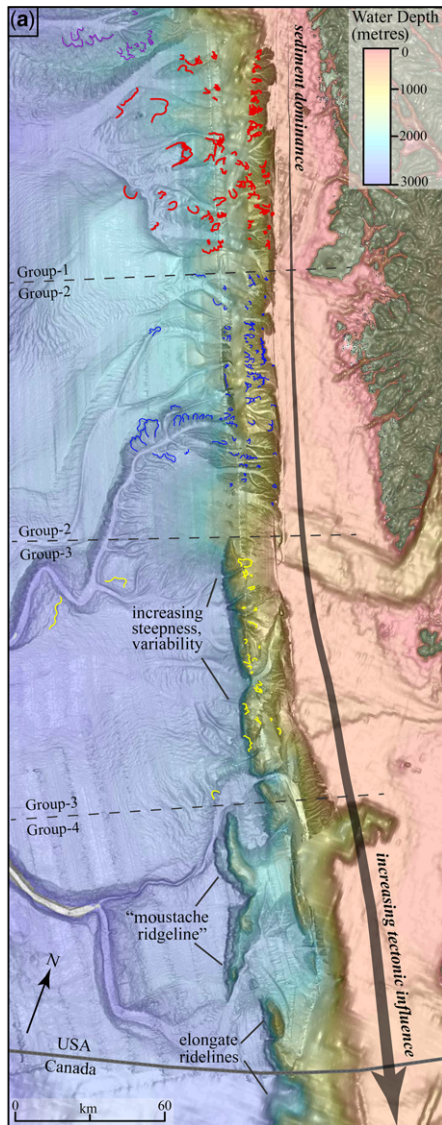 (a)
Water Depth
(metres)
0
1000
2000
3000
sediment dominance
Group-1
Group-2
Group-2
Group-3
increasing
steepness,
variability
Group-3
Group-4
"moustache
ridgeline"
increasing tectonic influence
elongate
ridelines
N
USA
Canada
0
km
60